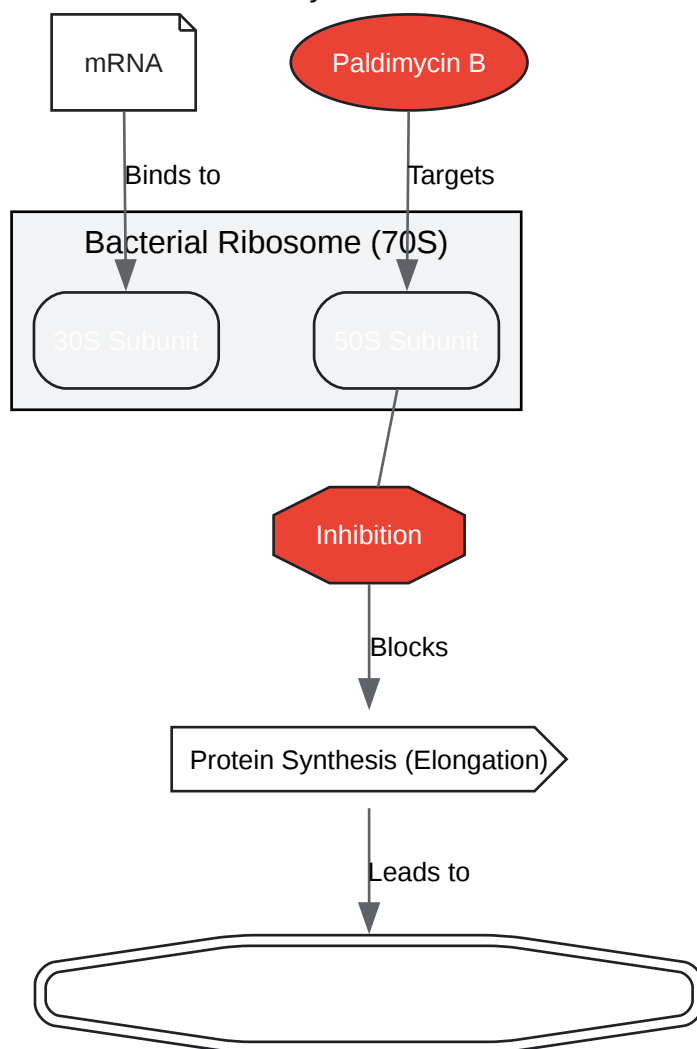 mRNA
Paldimycin B
Binds to
Targets
Bacterial Ribosome (70S)
30S Subunit
50S Subunit
Inhibition
Blocks
Protein Synthesis (Elongation)
Leads to